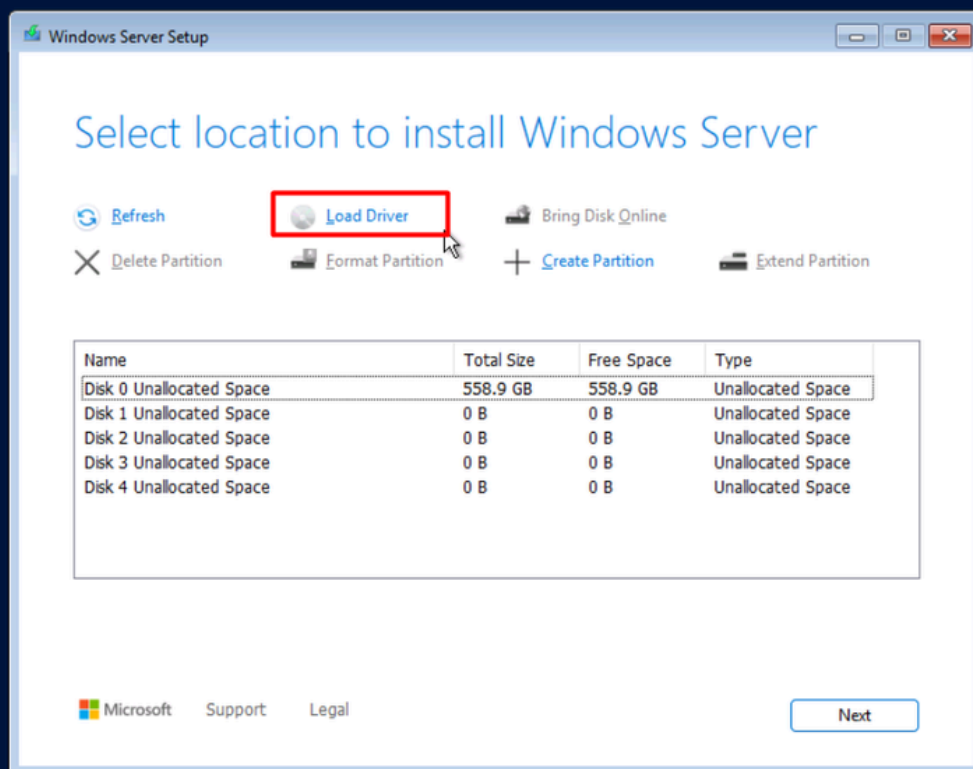 Windows Server Setup
Select location to install Windows Server
Refresh Load Driver Bring Disk Online
Delete Partition Format Partition Create Partition Extend Partition
Name Total Size Free Space Type
Disk 0 Unallocated Space 558.9 GB 558.9 GB Unallocated Space
Disk 1 Unallocated Space 0 B 0 B Unallocated Space
Disk 2 Unallocated Space 0 B 0 B Unallocated Space
Disk 3 Unallocated Space 0 B 0 B Unallocated Space
Disk 4 Unallocated Space 0 B 0 B Unallocated Space
Microsoft Support Legal Next